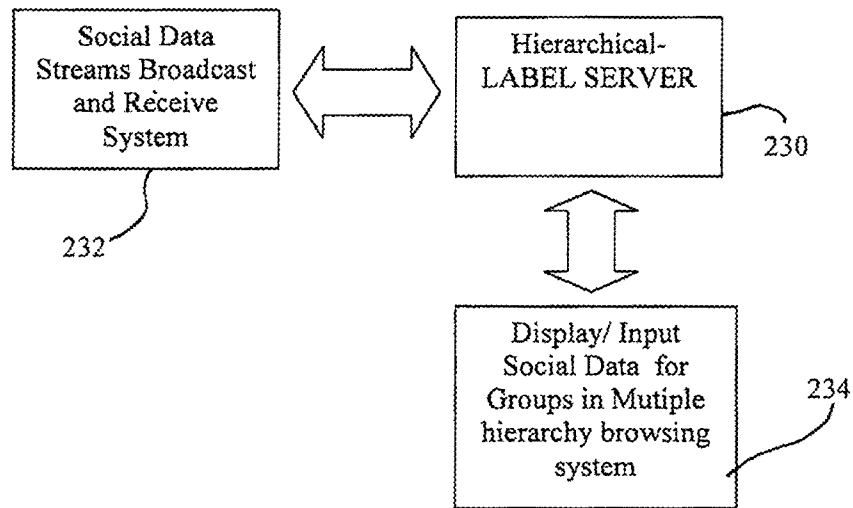 Social Data
Streams Broadcast
and Receive
System
Hierarchical-
LABEL SERVER
230
232
Display/ Input
Social Data for
Groups in Mutiple
hierarchy browsing
system
234